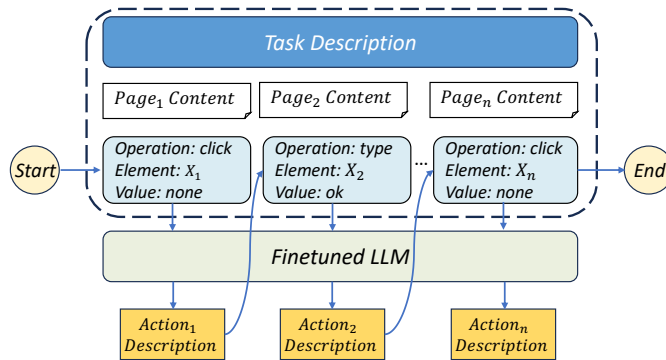 Task Description
Page₁ Content
Page₂ Content
Pageₙ Content
Start
Operation: click
Element: X₁
Value: none
Operation: type
Element: X₂
Value: ok
...
Operation: click
Element: Xₙ
Value: none
End
Finetuned LLM
Action₁
Description
Action₂
Description
Actionₙ
Description